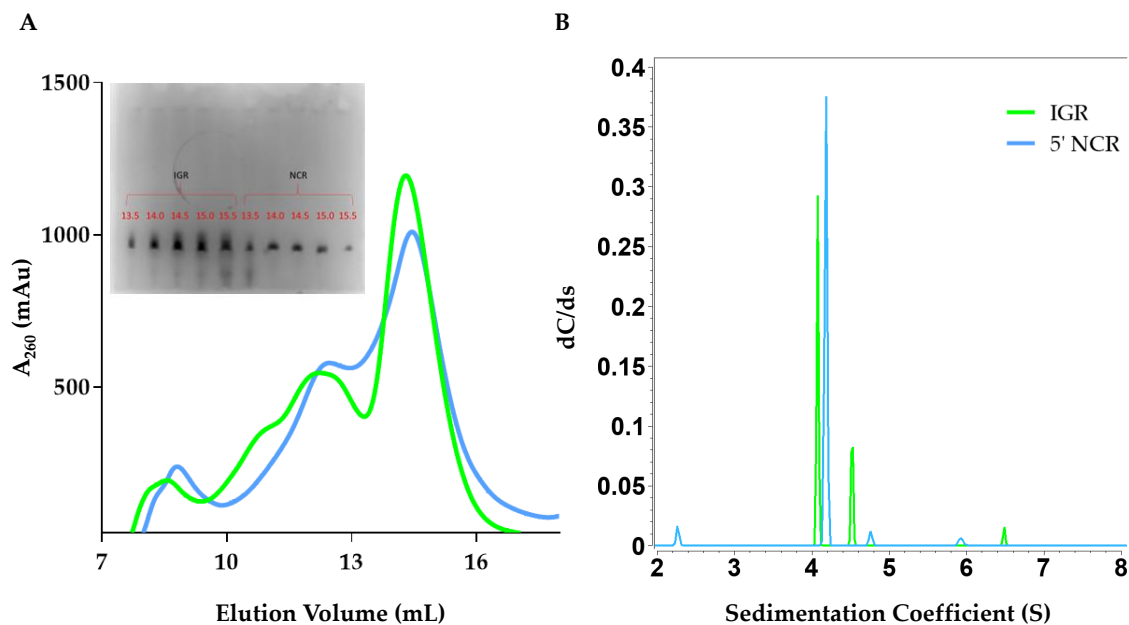 A
B
1500
1000
500
A260 (mAu)
IGR
NCR
13.5 14.0 14.5 15.0 15.5 13.5 14.0 14.5 15.0 15.5
7 10 13 16
Elution Volume (mL)
0.4
0.35
0.3
0.25
0.2
0.15
0.1
0.05
0
dC/ds
IGR
5' NCR
2 3 4 5 6 7 8
Sedimentation Coefficient (S)